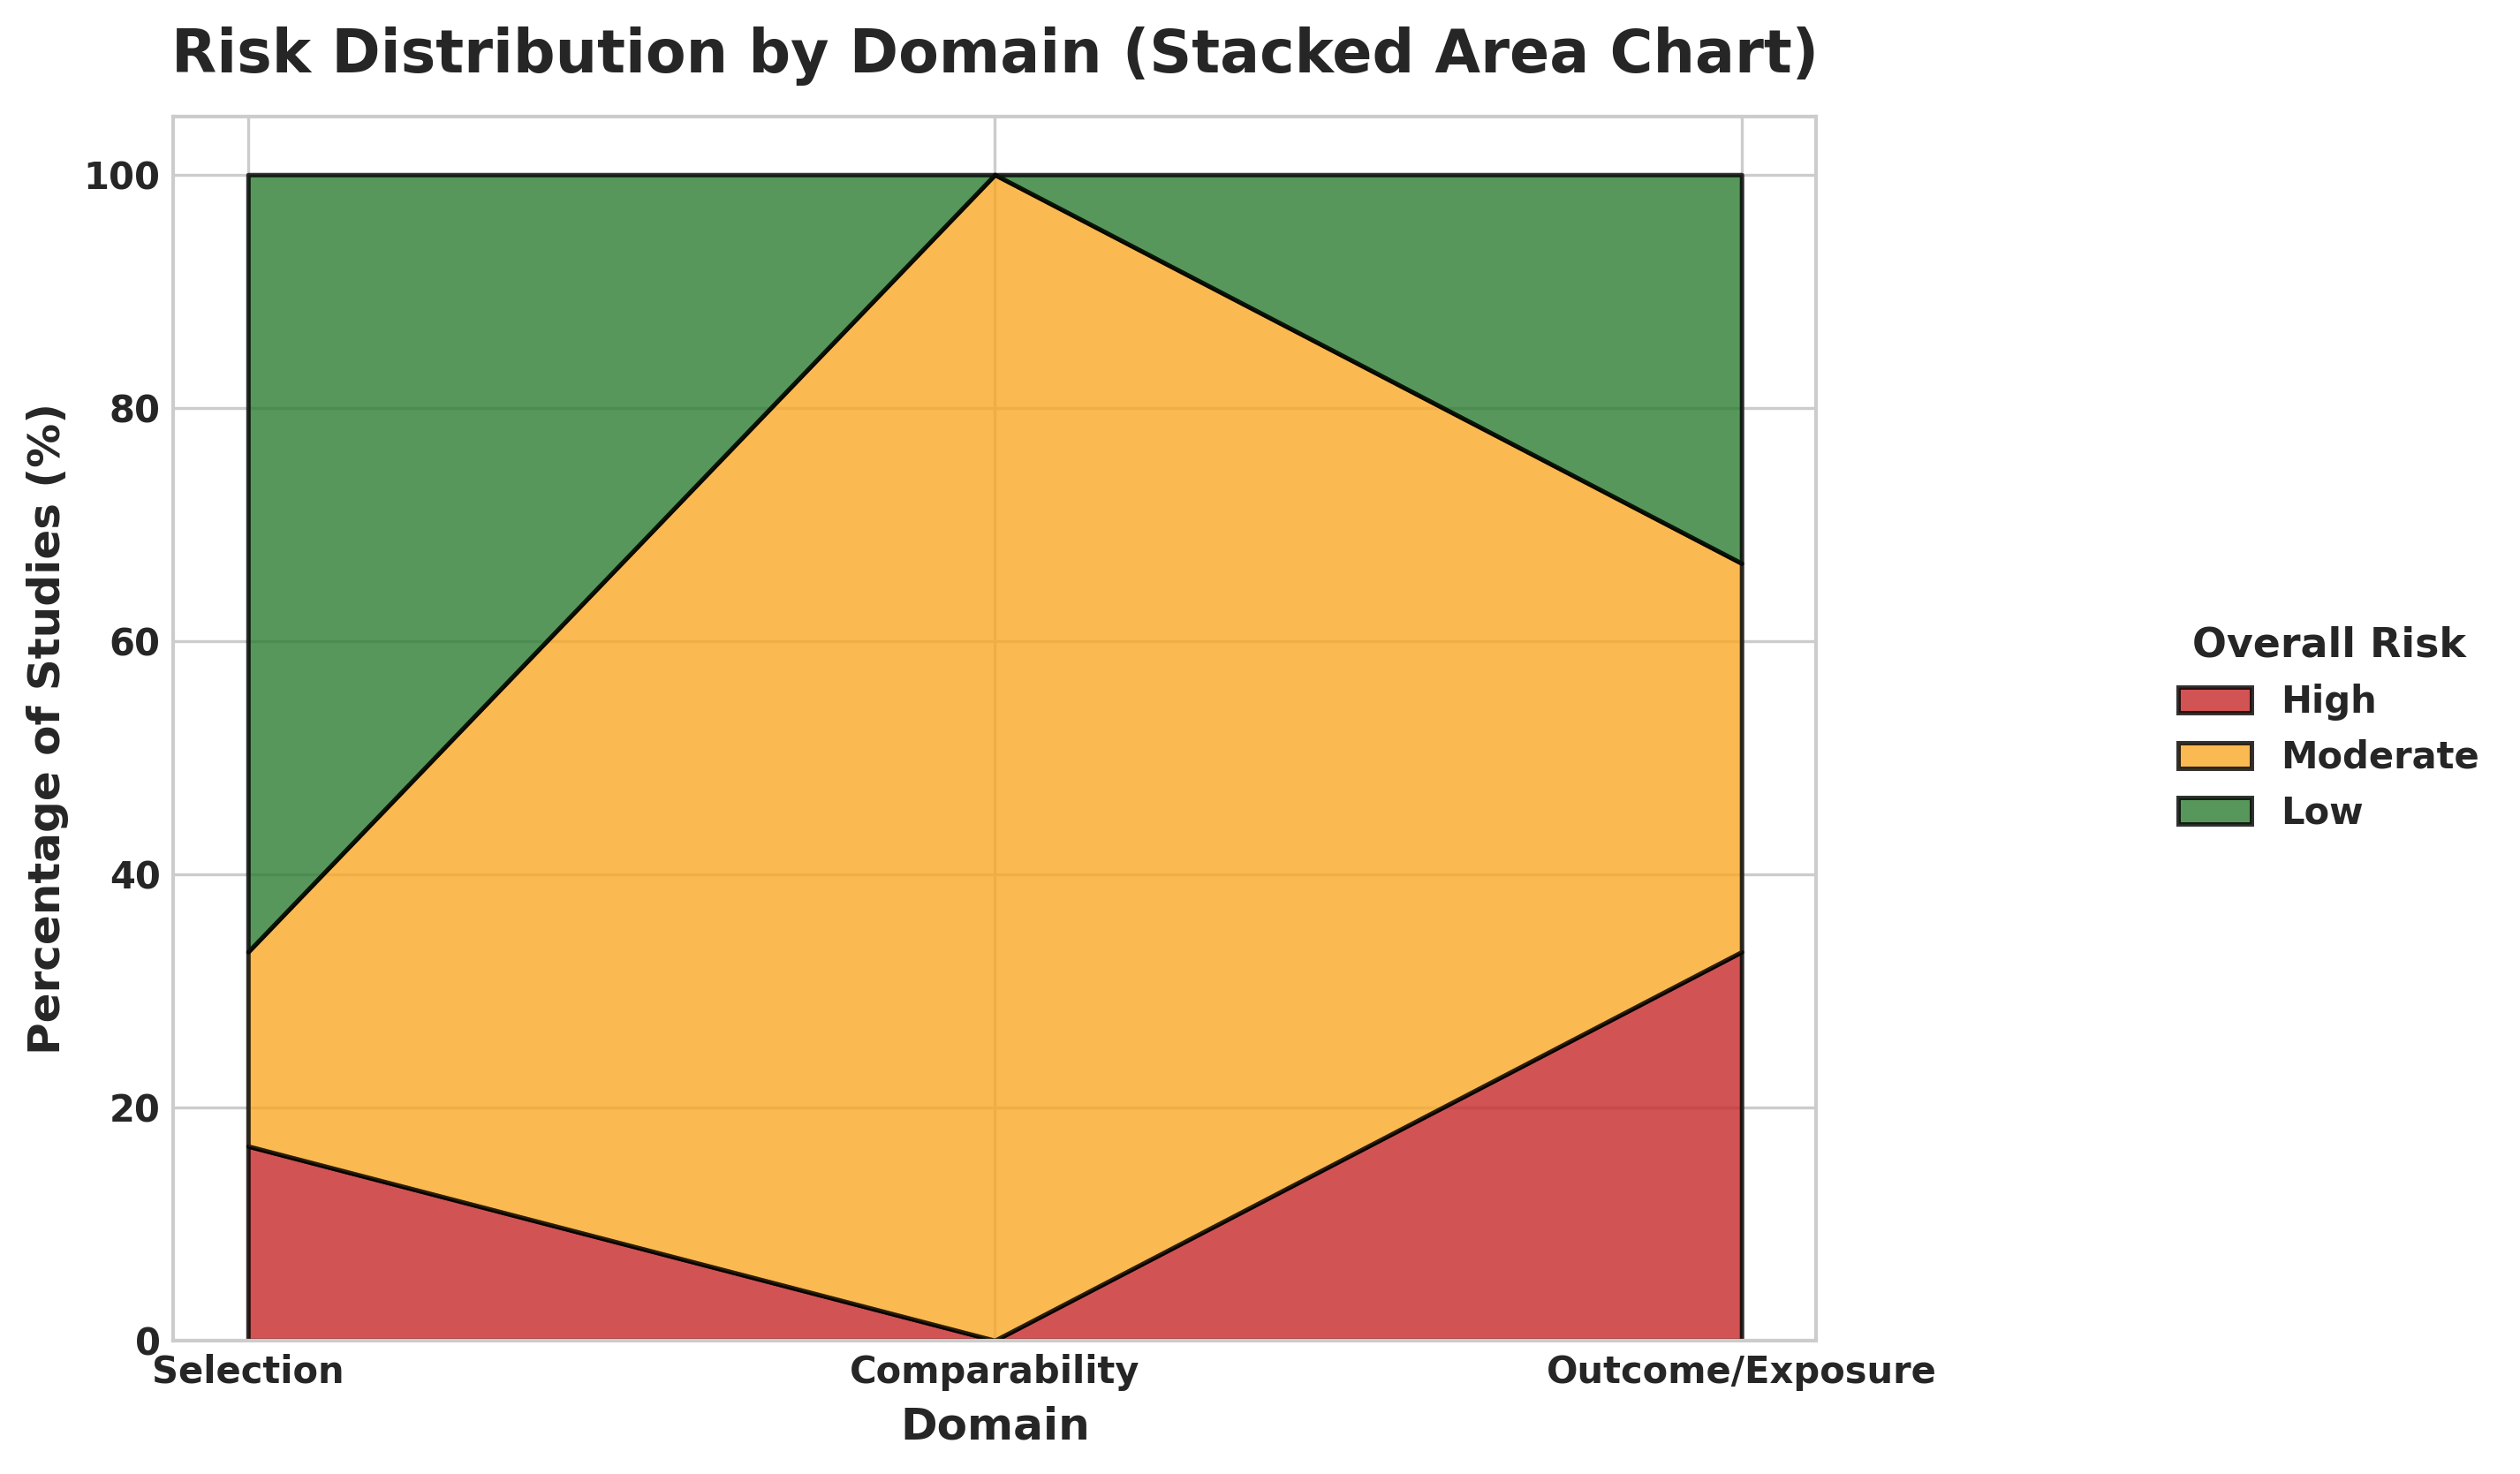 Risk Distribution by Domain (Stacked Area Chart)
Percentage of Studies (%)
100
80
60
40
20
0
Selection
Comparability
Outcome/Exposure
Domain
Overall Risk
High
Moderate
Low